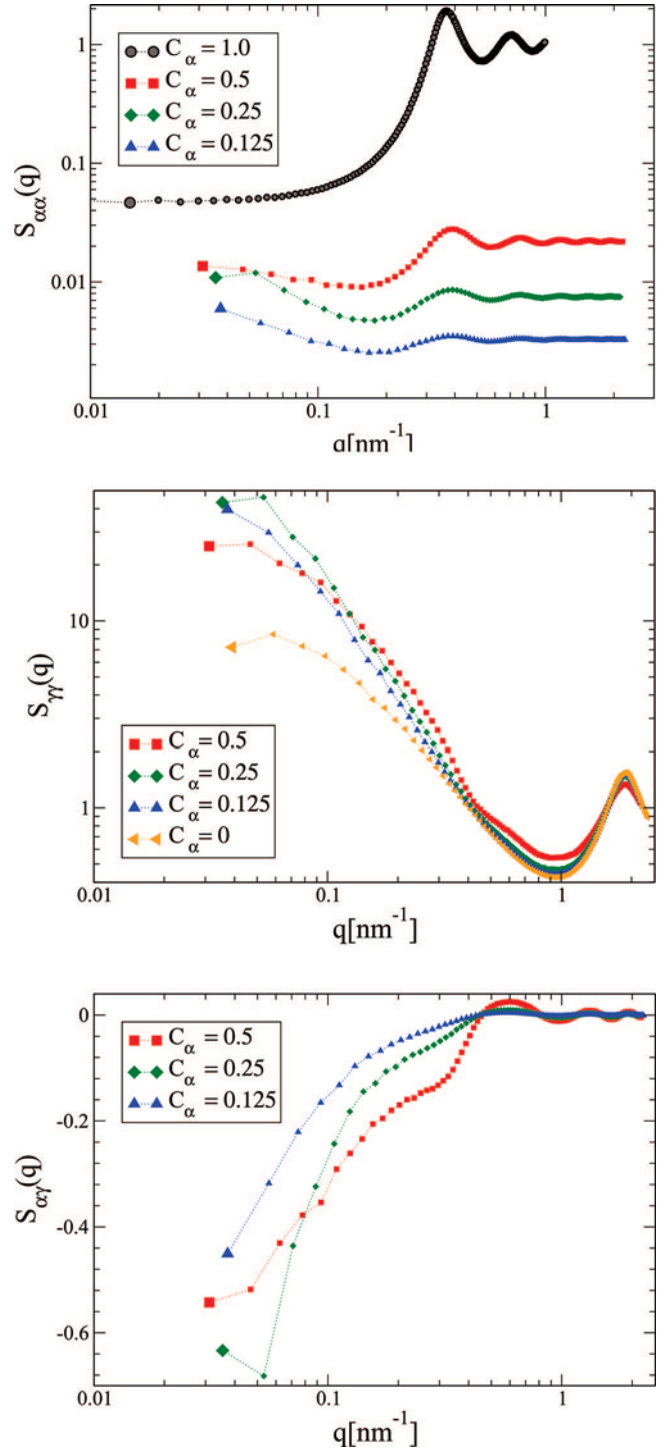 1
0.1
0.01
S_αα(q)
C_α = 1.0
C_α = 0.5
C_α = 0.25
C_α = 0.125
0.01
0.1
1
q[nm⁻¹]
10
1
S_γγ(q)
C_α = 0.5
C_α = 0.25
C_α = 0.125
C_α = 0
0.01
0.1
1
q[nm⁻¹]
0
-0.2
-0.4
-0.6
S_αγ(q)
C_α = 0.5
C_α = 0.25
C_α = 0.125
0.01
0.1
1
q[nm⁻¹]